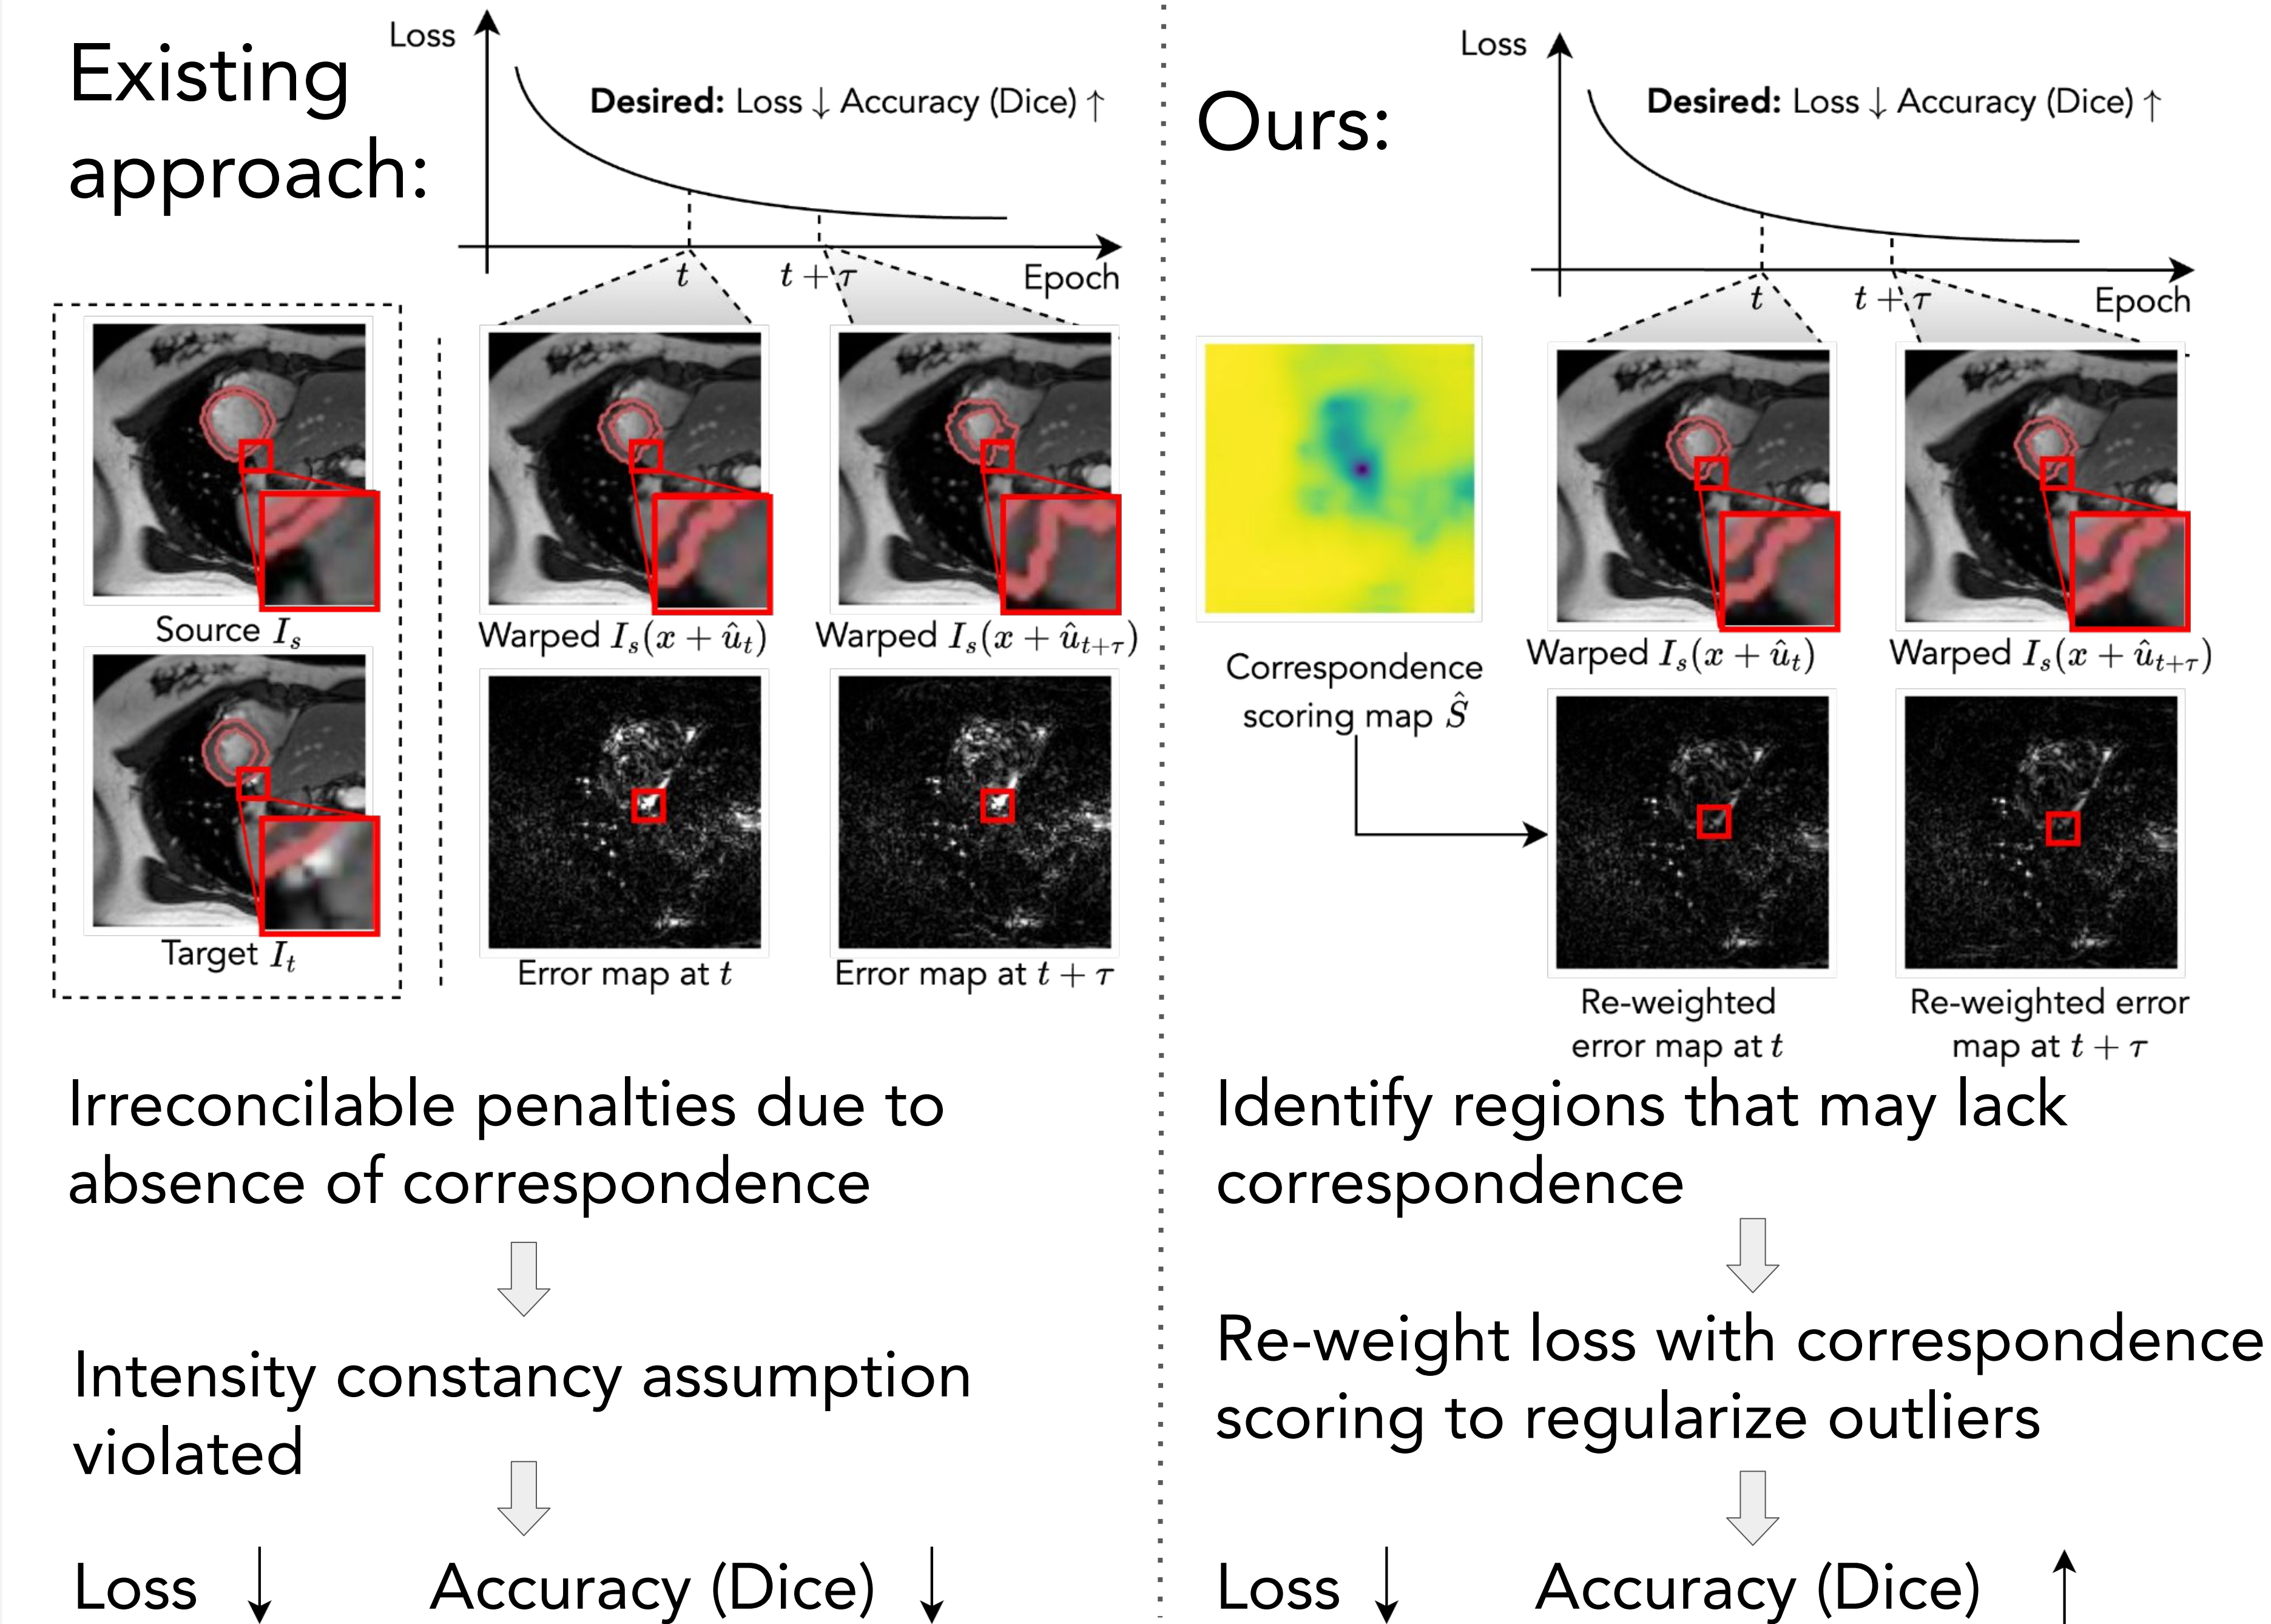 Existing
approach:
Loss
Desired: Loss ↓ Accuracy (Dice) ↑
t
t + τ
Epoch
Source I_s
Target I_t
Warped I_s(x + û_t)
Warped I_s(x + û_{t+τ})
Error map at t
Error map at t + τ
Irreconcilable penalties due to
absence of correspondence
Intensity constancy assumption
violated
Loss ↓ Accuracy (Dice) ↓
Ours:
Loss
Desired: Loss ↓ Accuracy (Dice) ↑
t
t + τ
Epoch
Correspondence
scoring map Ŝ
Warped I_s(x + û_t)
Warped I_s(x + û_{t+τ})
Re-weighted
error map at t
Re-weighted error
map at t + τ
Identify regions that may lack
correspondence
Re-weight loss with correspondence
scoring to regularize outliers
Loss ↓ Accuracy (Dice) ↑